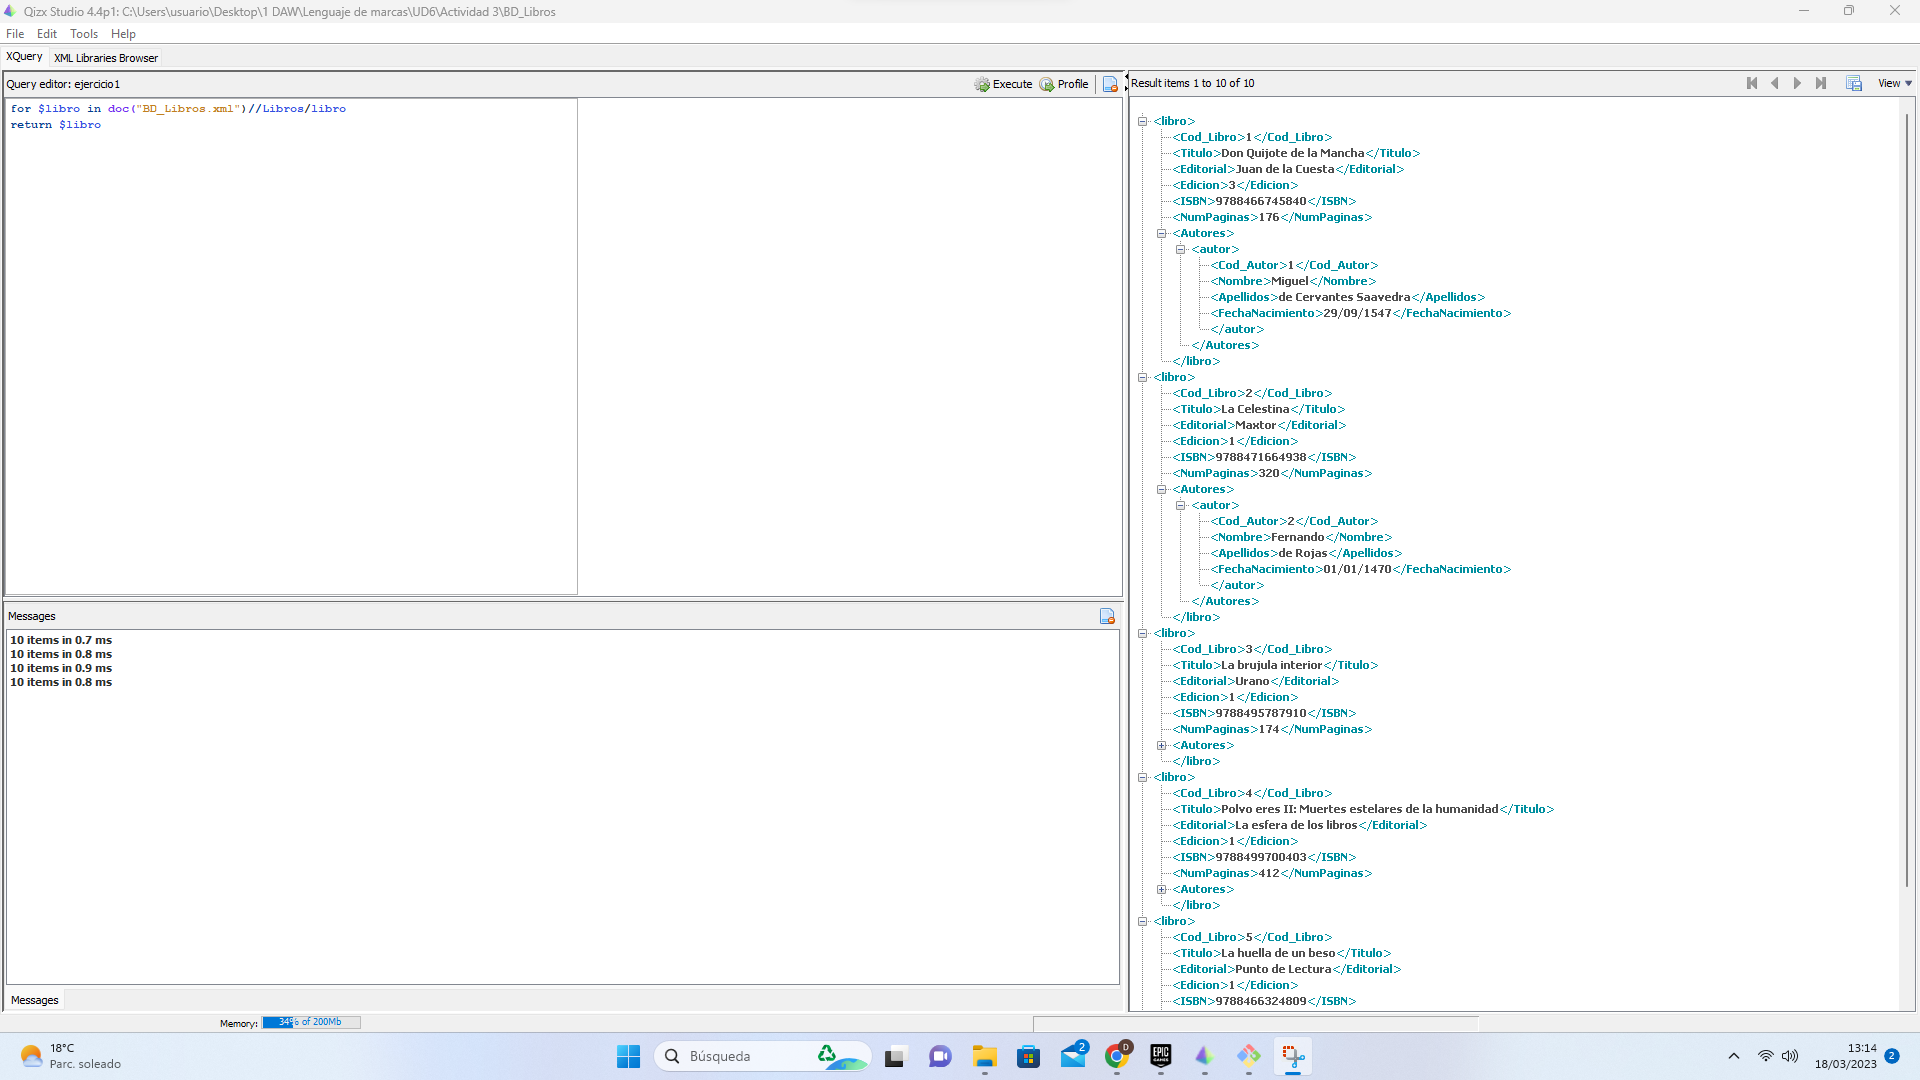 Qizx Studio 4.4p1: C:\Users\usuario\Desktop\1 DAW\Lenguaje de marcas\UD6\Actividad 3\BD_Libros
File Edit Tools Help
XQuery XML Libraries Browser
Query editor: ejercicio1 Execute Profile
for $libro in doc("BD_Libros.xml")//Libros/libro
return $libro
Messages
10 items in 0.7 ms
10 items in 0.8 ms
10 items in 0.9 ms
10 items in 0.8 ms
Messages
Memory: 34% of 200Mb
Result items 1 to 10 of 10 View
<libro>
<Cod_Libro>1</Cod_Libro>
<Titulo>Don Quijote de la Mancha</Titulo>
<Editorial>Juan de la Cuesta</Editorial>
<Edicion>3</Edicion>
<ISBN>9788466745840</ISBN>
<NumPaginas>176</NumPaginas>
<Autores>
<autor>
<Cod_Autor>1</Cod_Autor>
<Nombre>Miguel</Nombre>
<Apellidos>de Cervantes Saavedra</Apellidos>
<FechaNacimiento>29/09/1547</FechaNacimiento>
</autor>
</Autores>
</libro>
<libro>
<Cod_Libro>2</Cod_Libro>
<Titulo>La Celestina</Titulo>
<Editorial>Maxtor</Editorial>
<Edicion>1</Edicion>
<ISBN>9788471664938</ISBN>
<NumPaginas>320</NumPaginas>
<Autores>
<autor>
<Cod_Autor>2</Cod_Autor>
<Nombre>Fernando</Nombre>
<Apellidos>de Rojas</Apellidos>
<FechaNacimiento>01/01/1470</FechaNacimiento>
</autor>
</Autores>
</libro>
<libro>
<Cod_Libro>3</Cod_Libro>
<Titulo>La brujula interior</Titulo>
<Editorial>Urano</Editorial>
<Edicion>1</Edicion>
<ISBN>9788495787910</ISBN>
<NumPaginas>174</NumPaginas>
<Autores>
</libro>
<libro>
<Cod_Libro>4</Cod_Libro>
<Titulo>Polvo eres II: Muertes estelares de la humanidad</Titulo>
<Editorial>La esfera de los libros</Editorial>
<Edicion>1</Edicion>
<ISBN>9788499700403</ISBN>
<NumPaginas>412</NumPaginas>
<Autores>
</libro>
<libro>
<Cod_Libro>5</Cod_Libro>
<Titulo>La huella de un beso</Titulo>
<Editorial>Punto de Lectura</Editorial>
<Edicion>1</Edicion>
<ISBN>9788466324809</ISBN>
18°C
Parc. soleado
Búsqueda
2
D
EPIC
GAMES
13:14
18/03/2023
2